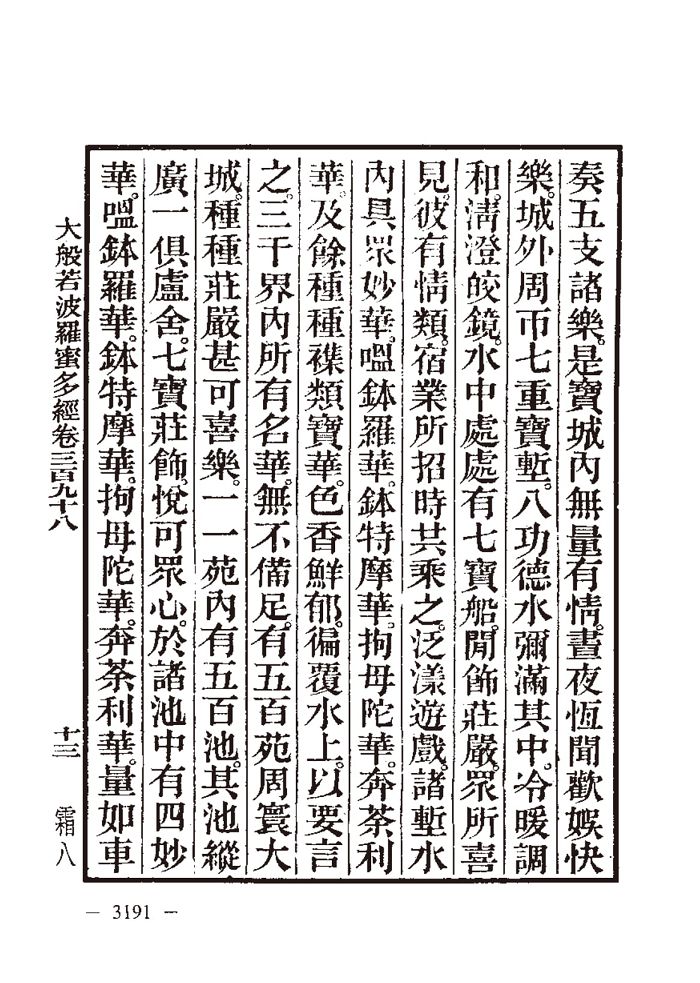 奏五支諸樂。是寶城內無量有情。晝夜恆聞歡娛快
樂。城外周帀七重寶塹。八功德水彌滿其中。冷暖調
和。清澄皎鏡。水中處處有七寶船。閒飾莊嚴。眾所喜
見。彼有情類。宿業所招時共乘之。泛漾遊戲。諸塹水
內具眾妙華。嗢鉢羅華。鉢特摩華。拘母陀華。奔荼利
華。及餘種種襍類寶華。色香鮮郁。徧覆水上。以要言
之。三千界內所有名華。無不備足。有五百苑周寰大
城。種種莊嚴甚可喜樂。一一苑內有五百池。其池縱
廣一俱盧舍。七寶莊飾。悅可眾心。於諸池中有四妙
華。嗢鉢羅華。鉢特摩華。拘母陀華。奔荼利華。量如車
大般若波羅蜜多經卷三百九十八
十三
霜八
— 3191 —